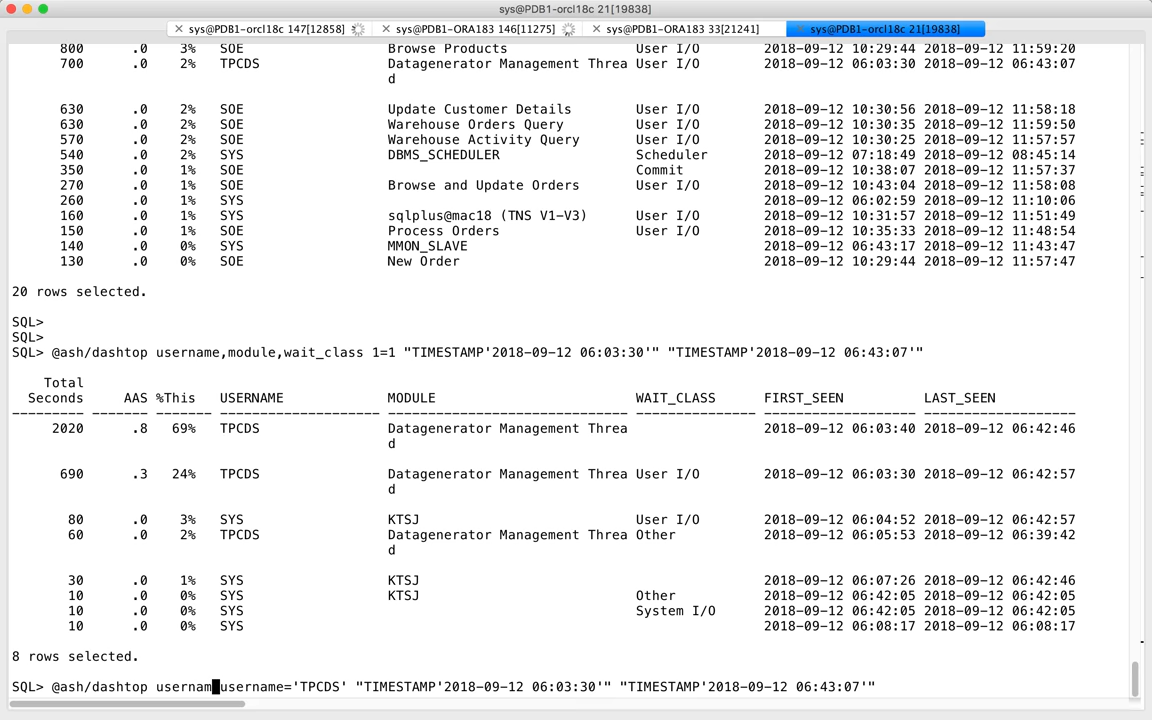 sys@PDB1-orcl18c 21[19838]
sys@PDB1-orcl18c 147[12858] sys@PDB1-ORA183 146[11275] sys@PDB1-ORA183 33[21241] sys@PDB1-orcl18c 21[19838]
800 .0 3% SOE Browse Products User I/O 2018-09-12 10:29:44 2018-09-12 11:59:20
700 .0 2% TPCDS Datagenerator Management Threa User I/O 2018-09-12 06:03:30 2018-09-12 06:43:07
d
630 .0 2% SOE Update Customer Details User I/O 2018-09-12 10:30:56 2018-09-12 11:58:18
630 .0 2% SOE Warehouse Orders Query User I/O 2018-09-12 10:30:35 2018-09-12 11:59:50
570 .0 2% SOE Warehouse Activity Query User I/O 2018-09-12 10:30:25 2018-09-12 11:57:57
540 .0 2% SYS DBMS_SCHEDULER Scheduler 2018-09-12 07:18:49 2018-09-12 08:45:14
350 .0 1% SOE Commit 2018-09-12 10:38:07 2018-09-12 11:57:37
270 .0 1% SOE Browse and Update Orders User I/O 2018-09-12 10:43:04 2018-09-12 11:58:08
260 .0 1% SYS 2018-09-12 06:02:59 2018-09-12 11:10:06
160 .0 1% SYS sqlplus@mac18 (TNS V1-V3) User I/O 2018-09-12 10:31:57 2018-09-12 11:51:49
150 .0 1% SOE Process Orders User I/O 2018-09-12 10:35:33 2018-09-12 11:48:54
140 .0 0% SYS MMON_SLAVE 2018-09-12 06:43:17 2018-09-12 11:43:47
130 .0 0% SOE New Order 2018-09-12 10:29:44 2018-09-12 11:57:47
20 rows selected.
SQL>
SQL>
SQL> @ash/dashtop username,module,wait_class 1=1 "TIMESTAMP'2018-09-12 06:03:30'" "TIMESTAMP'2018-09-12 06:43:07'"
Total
Seconds AAS %This USERNAME MODULE WAIT_CLASS FIRST_SEEN LAST_SEEN
--------- ------- ------- -------------------- ------------------------------ --------------- ------------------- -------------------
2020 .8 69% TPCDS Datagenerator Management Threa 2018-09-12 06:03:40 2018-09-12 06:42:46
d
690 .3 24% TPCDS Datagenerator Management Threa User I/O 2018-09-12 06:03:30 2018-09-12 06:42:57
d
80 .0 3% SYS KTSJ User I/O 2018-09-12 06:04:52 2018-09-12 06:42:57
60 .0 2% TPCDS Datagenerator Management Threa Other 2018-09-12 06:05:53 2018-09-12 06:39:42
d
30 .0 1% SYS KTSJ 2018-09-12 06:07:26 2018-09-12 06:42:46
10 .0 0% SYS KTSJ Other 2018-09-12 06:42:05 2018-09-12 06:42:05
10 .0 0% SYS System I/O 2018-09-12 06:42:05 2018-09-12 06:42:05
10 .0 0% SYS 2018-09-12 06:08:17 2018-09-12 06:08:17
8 rows selected.
SQL> @ash/dashtop usernam username='TPCDS' "TIMESTAMP'2018-09-12 06:03:30'" "TIMESTAMP'2018-09-12 06:43:07'"